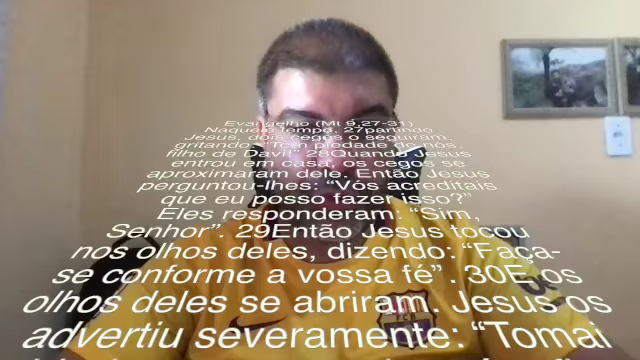 Evangelho (Mt 9,27-31)
Naquele tempo, 27partindo
Jesus, dois cegos o seguiram,
gritando: “Tem piedade de nós,
filho de Davi!” 28Quando Jesus
entrou em casa, os cegos se
aproximaram dele. Então Jesus
perguntou-lhes: “Vós acreditais
que eu posso fazer isso?”
Eles responderam: “Sim,
Senhor”. 29Então Jesus tocou
nos olhos deles, dizendo: “Faça-
se conforme a vossa fé”. 30E os
olhos deles se abriram. Jesus os
advertiu severamente: “Tomai
FCB